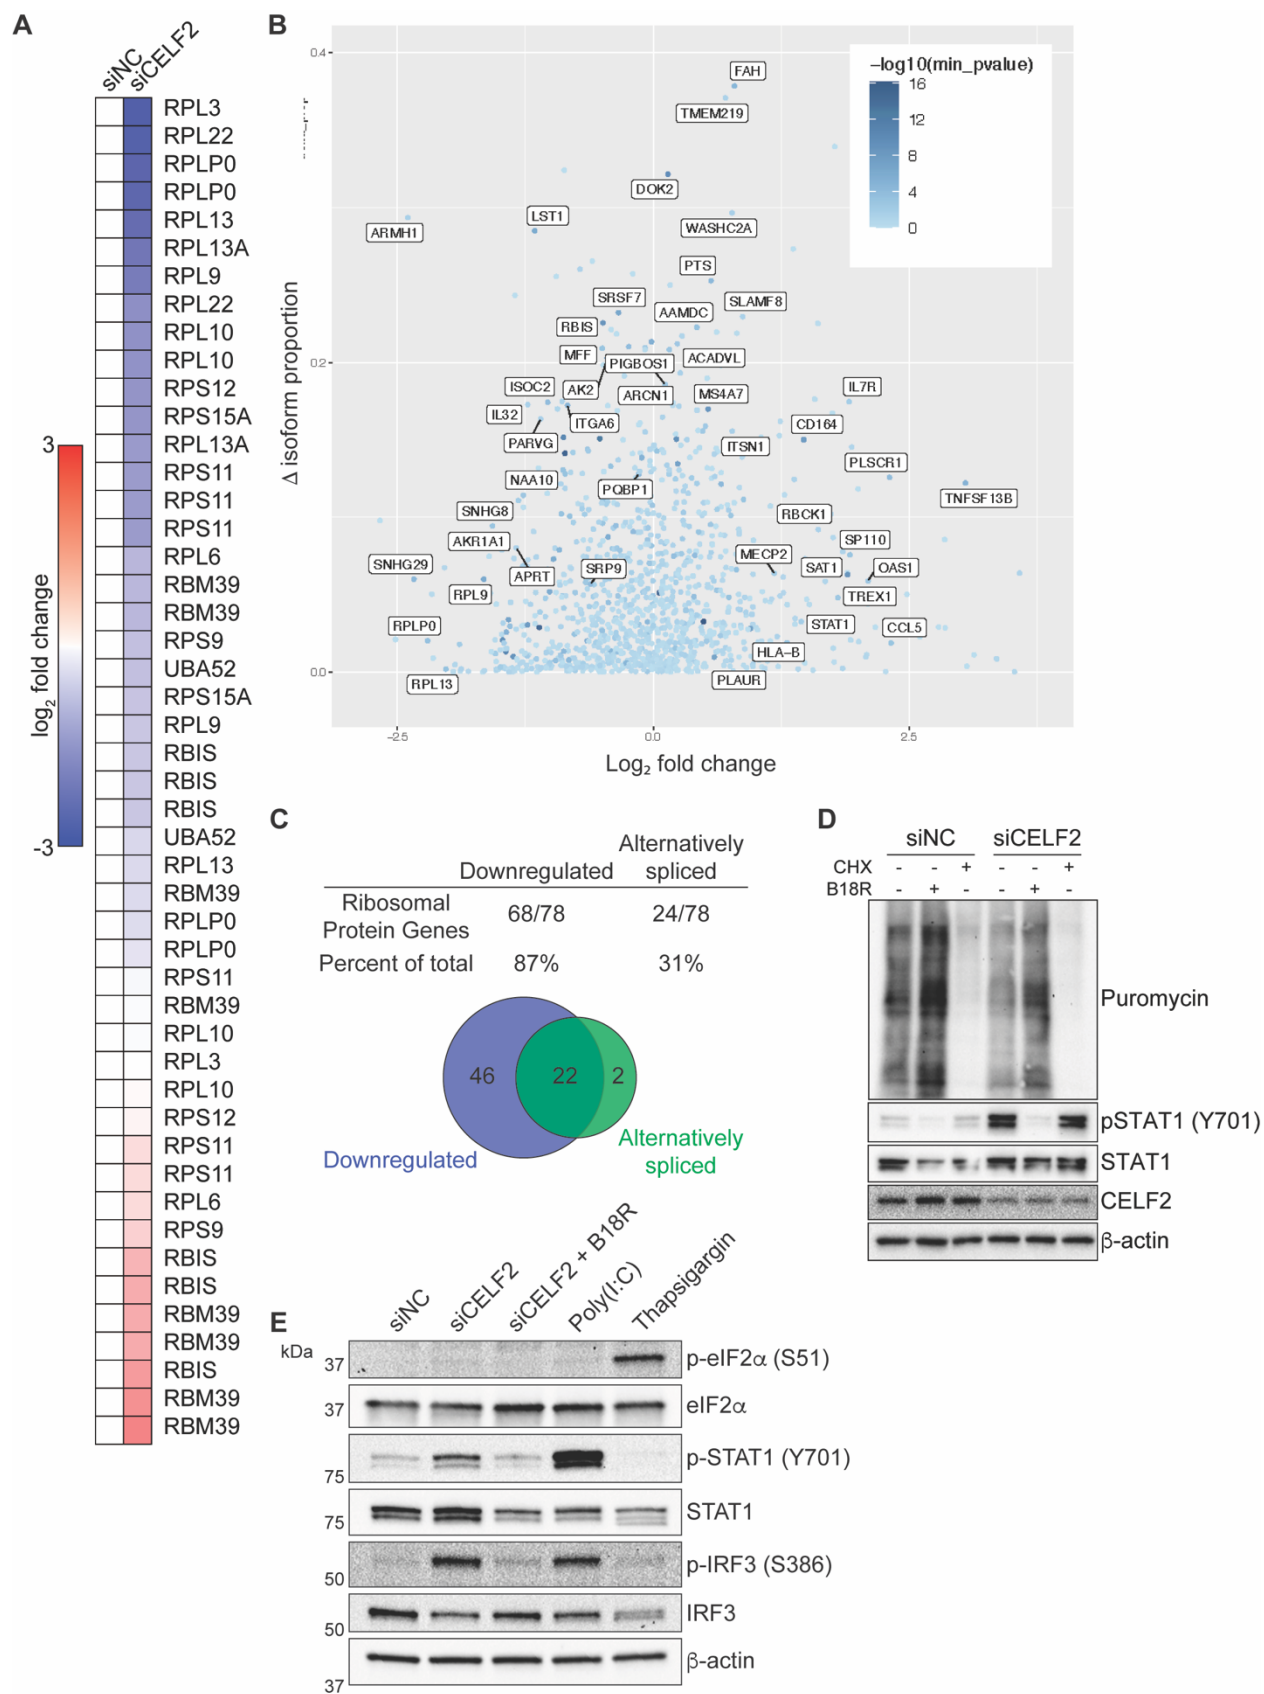 A
siNC
siCELF2
RPL3
RPL22
RPLP0
RPLP0
RPL13
RPL13A
RPL9
RPL22
RPL10
RPL10
RPS12
RPS15A
RPL13A
RPS11
RPS11
RPS11
RPL6
RBM39
RBM39
RPS9
UBA52
RPS15A
RPL9
RBIS
RBIS
RBIS
UBA52
RPL13
RBM39
RPLP0
RPLP0
RPS11
RBM39
RPL10
RPL3
RPL10
RPS12
RPS11
RPS11
RPL6
RPS9
RBIS
RBIS
RBM39
RBM39
RBIS
RBM39
RBM39
3
log₂ fold change
-3
B
0.4
0.2
0.0
Δ isoform proportion
−2.5
0.0
2.5
Log₂ fold change
−log10(min_pvalue)
16
12
8
4
0
FAH
TMEM219
DOK2
LST1
ARMH1
WASHC2A
PTS
SRSF7
SLAMF8
AAMDC
RBIS
MFF
PIGBOS1
ACADVL
ISOC2
AK2
ARCN1
MS4A7
IL7R
IL32
ITGA6
CD164
PARVG
ITSN1
PLSCR1
NAA10
PQBP1
TNFSF13B
SNHG8
RBCK1
AKR1A1
SP110
MECP2
SNHG29
SRP9
SAT1
OAS1
APRT
RPL9
TREX1
RPLP0
STAT1
CCL5
HLA−B
RPL13
PLAUR
C
Downregulated
Alternatively spliced
Ribosomal Protein Genes
68/78
24/78
Percent of total
87%
31%
46
22
2
Downregulated
Alternatively
spliced
D
siNC
siCELF2
CHX - - + - - +
B18R - + - - + -
Puromycin
pSTAT1 (Y701)
STAT1
CELF2
β-actin
E
siNC
siCELF2
siCELF2 + B18R
Poly(I:C)
Thapsigargin
kDa
37
p-eIF2α (S51)
37
eIF2α
75
p-STAT1 (Y701)
75
STAT1
50
p-IRF3 (S386)
50
IRF3
37
β-actin